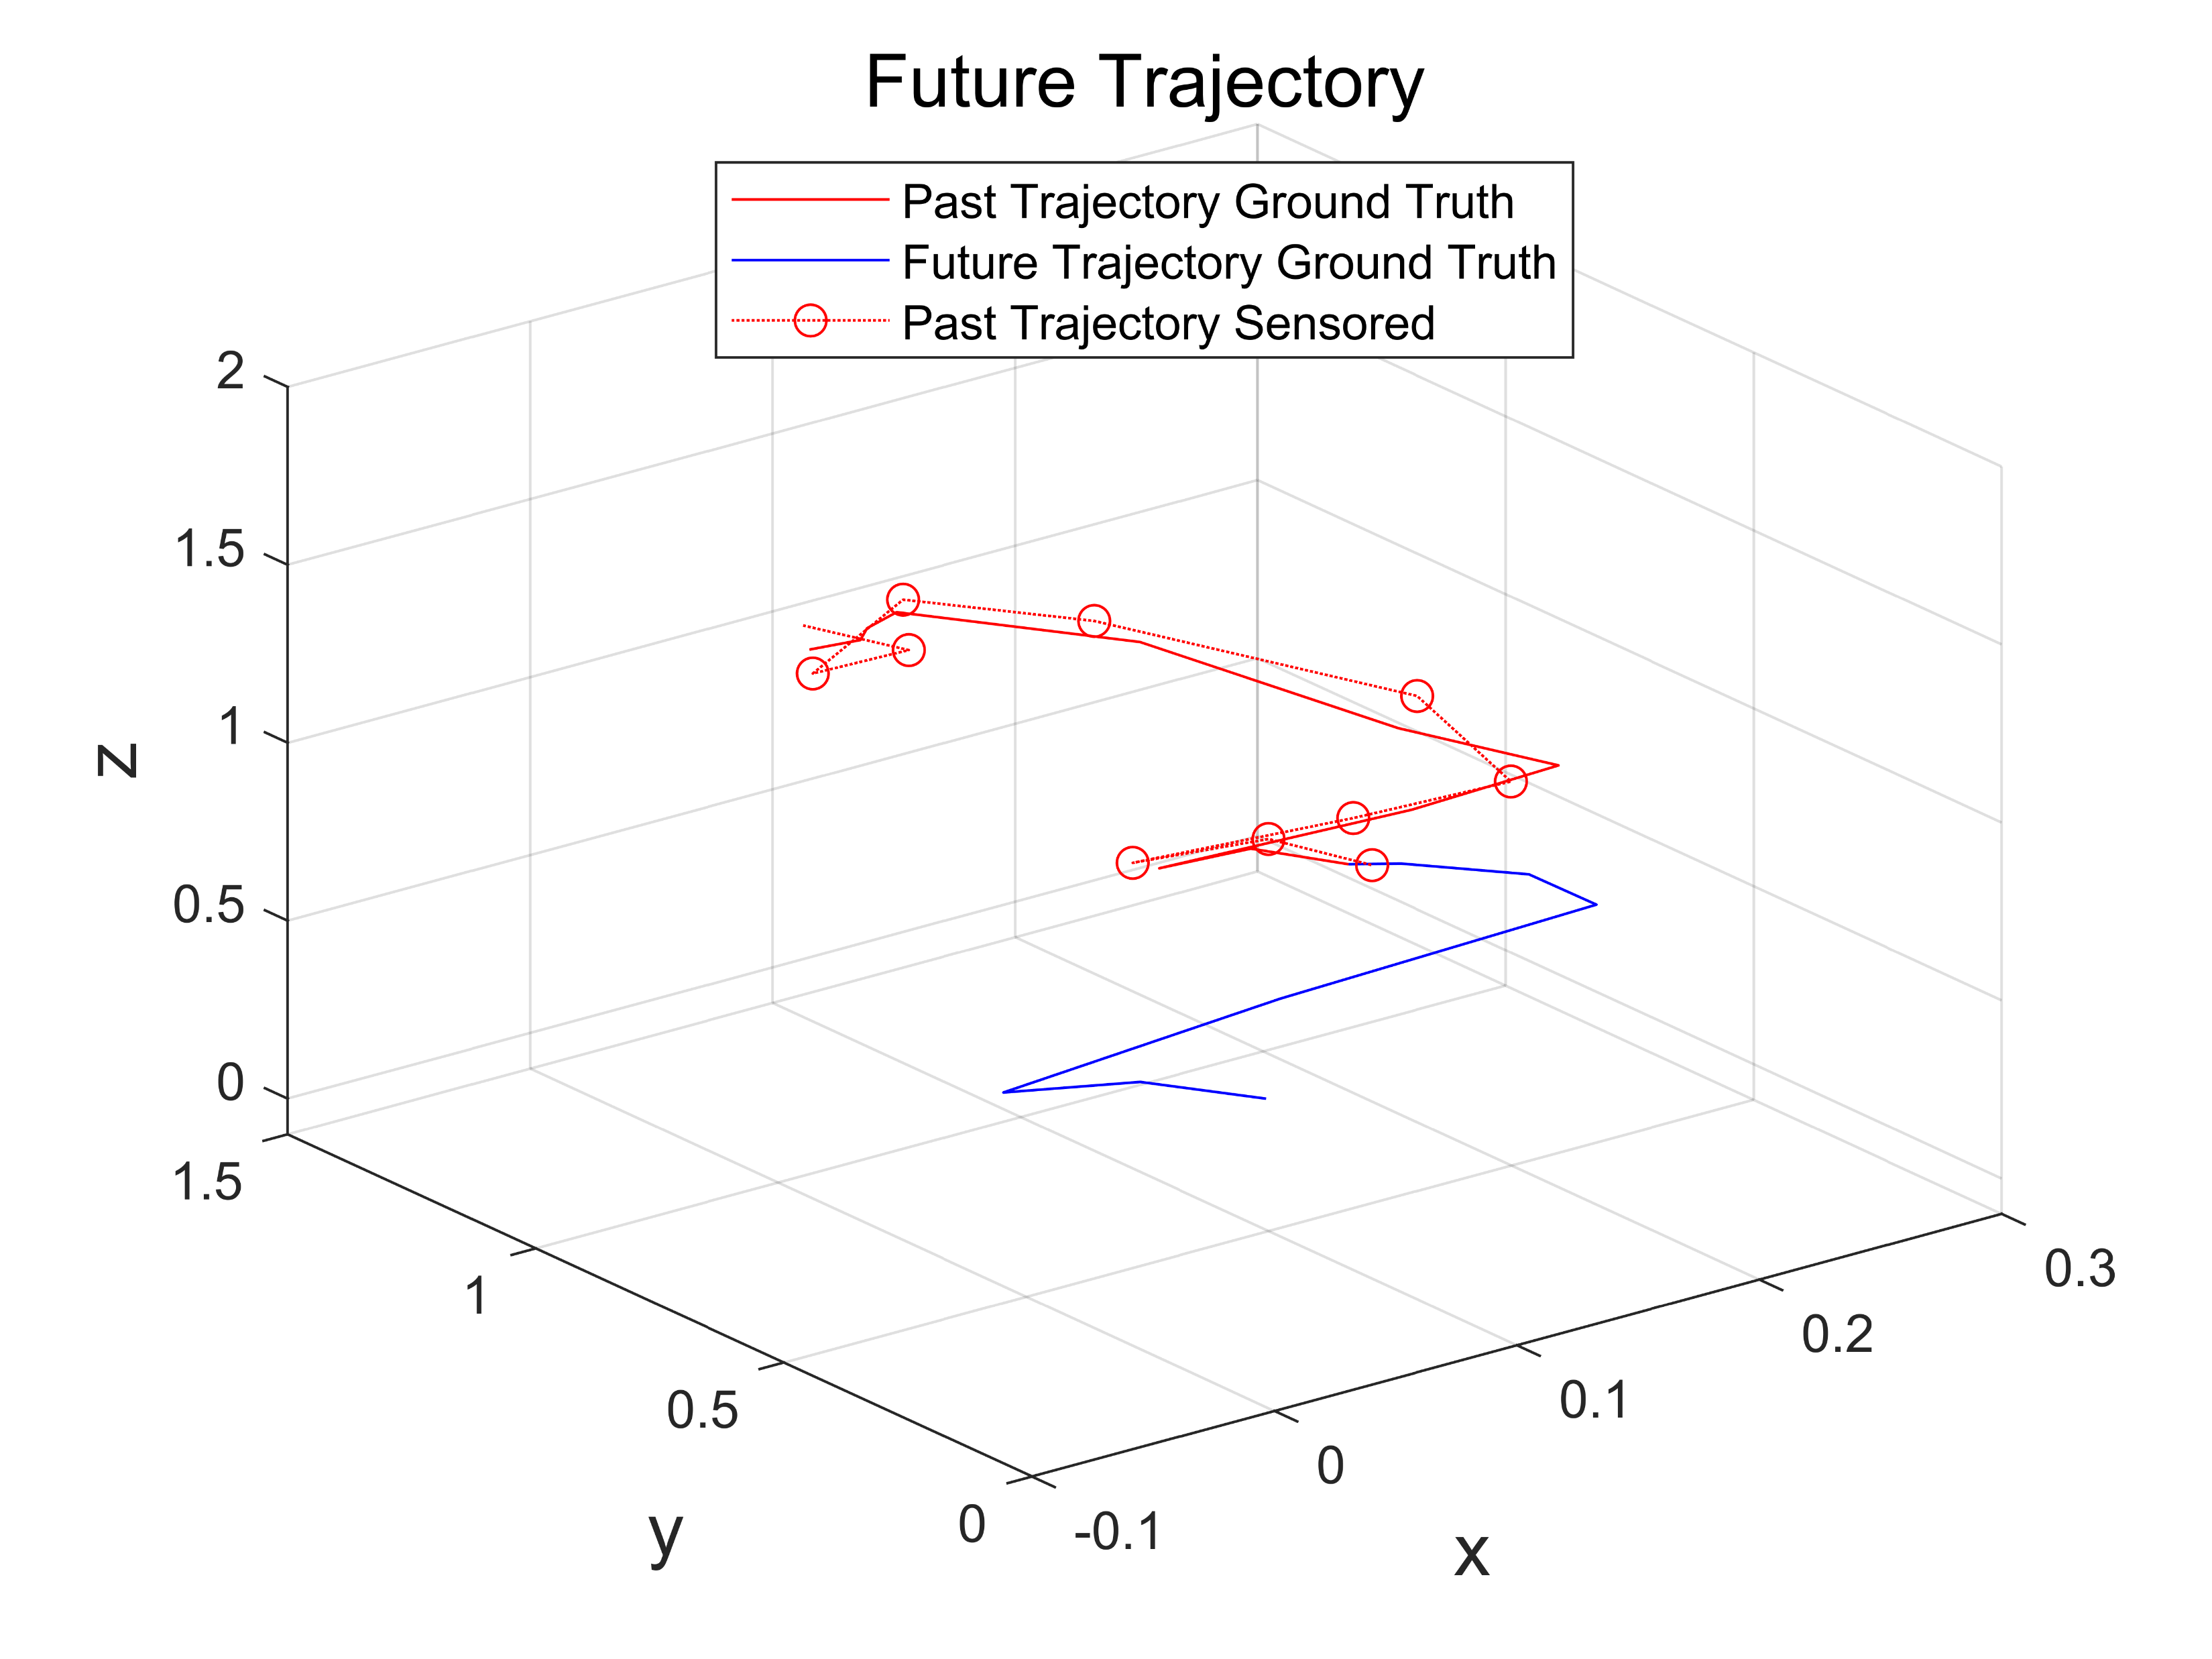 Future Trajectory
Past Trajectory Ground Truth
Future Trajectory Ground Truth
Past Trajectory Sensored
2
1.5
1
0.5
0
z
1.5
1
0.5
0
y
-0.1
0
0.1
0.2
0.3
x